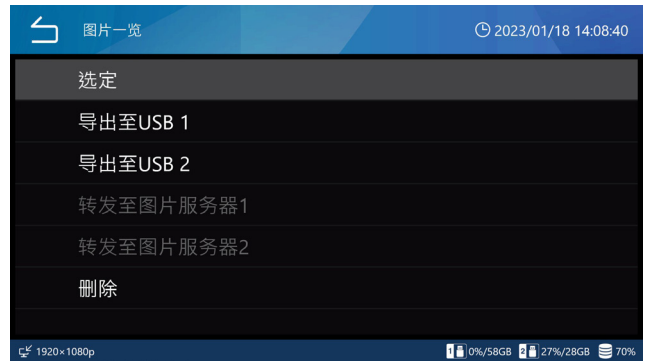 图片一览
2023/01/18 14:08:40
选定
导出至USB 1
导出至USB 2
转发至图片服务器1
转发至图片服务器2
删除
1920×1080p
1 0%/58GB 2 27%/28GB 70%